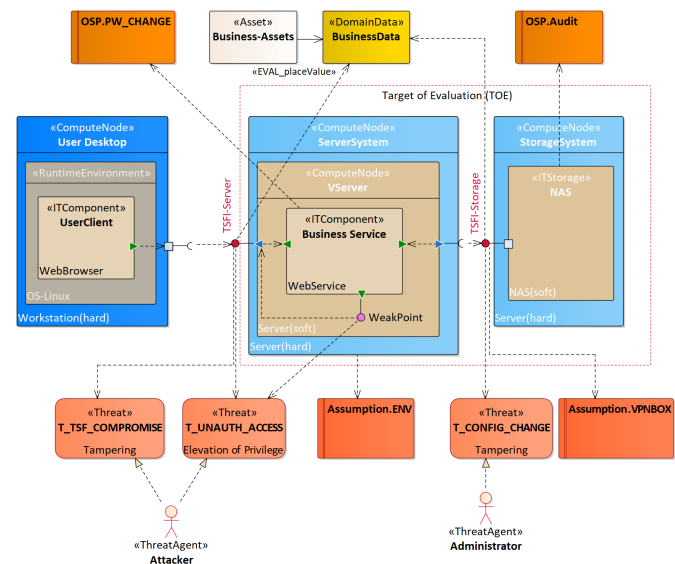 OSP.PW_CHANGE
«Asset»
Business-Assets
«DomainData»
BusinessData
OSP.Audit
«EVAL_placeValue»
Target of Evaluation (TOE)
«ComputeNode»
User Desktop
«RuntimeEnvironment»
«ITComponent»
UserClient
WebBrowser
OS-Linux
Workstation(hard)
TSFI-Server
«ComputeNode»
ServerSystem
«ComputeNode»
VServer
«ITComponent»
Business Service
WebService
WeakPoint
Server(soft)
Server(hard)
TSFI-Storage
«ComputeNode»
StorageSystem
«ITStorage»
NAS
NAS(soft)
Server(hard)
«Threat»
T_TSF_COMPROMISE
Tampering
«Threat»
T_UNAUTH_ACCESS
Elevation of Privilege
Assumption.ENV
«Threat»
T_CONFIG_CHANGE
Tampering
Assumption.VPNBOX
«ThreatAgent»
Attacker
«ThreatAgent»
Administrator